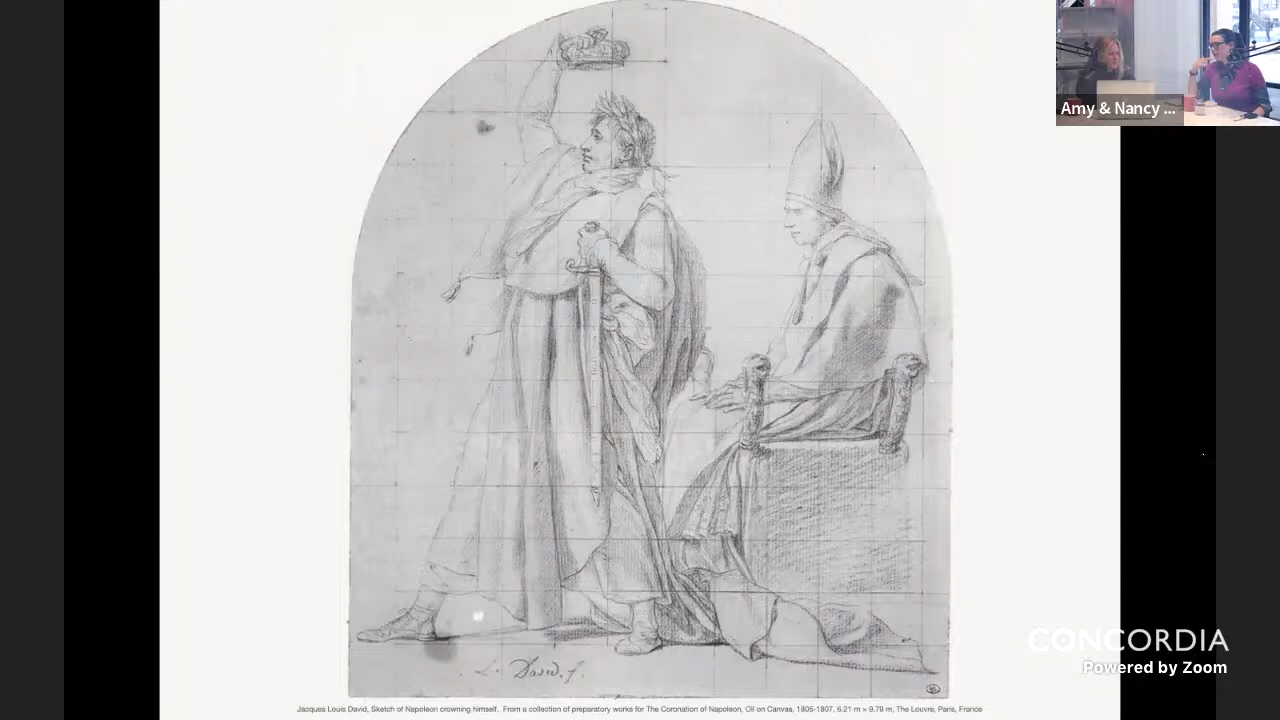 Amy & Nancy ...
L. David. f.
CONCORDIA
Powered by Zoom
Jacques Louis David, Sketch of Napoleon crowning himself. From a collection of preparatory works for The Coronation of Napoleon, Oil on Canvas, 1805-1807, 6.21 m × 9.79 m, The Louvre, Paris, France